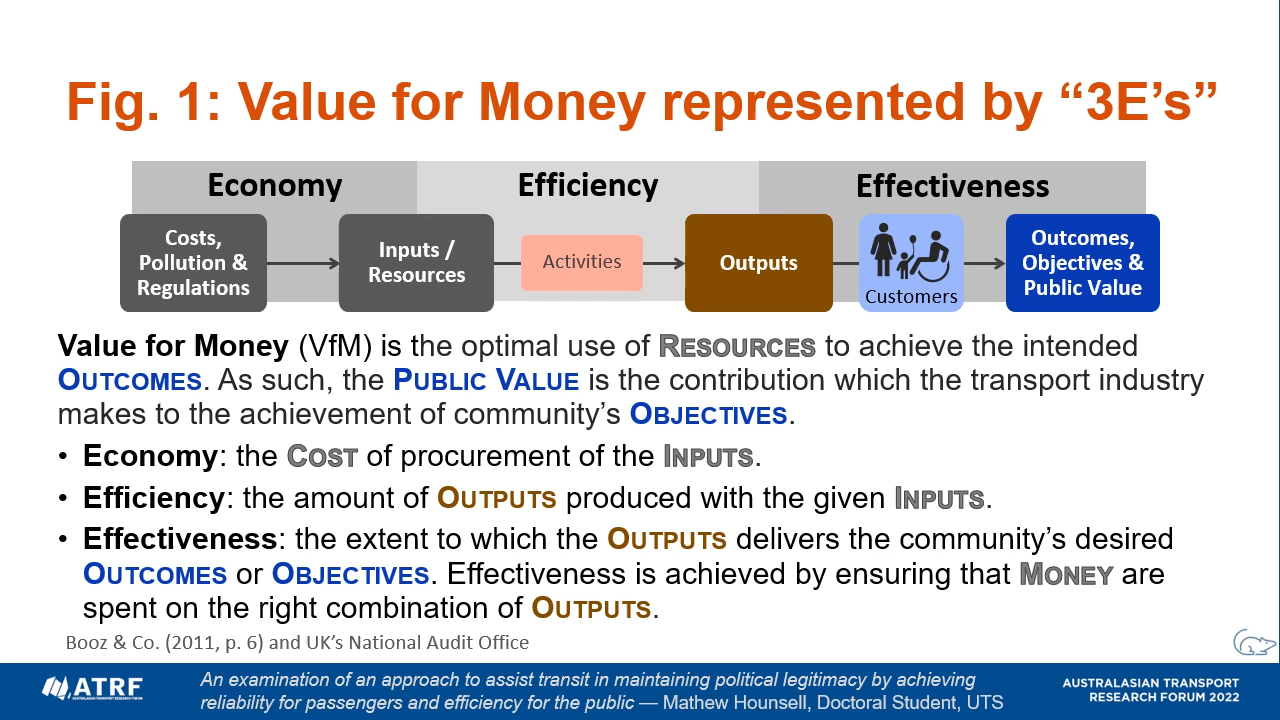 Fig. 1: Value for Money represented by “3E’s”
Economy
Efficiency
Effectiveness
Costs,
Pollution &
Regulations
Inputs /
Resources
Activities
Outputs
Customers
Outcomes,
Objectives &
Public Value
Value for Money (VfM) is the optimal use of RESOURCES to achieve the intended
OUTCOMES. As such, the PUBLIC VALUE is the contribution which the transport industry
makes to the achievement of community’s OBJECTIVES.
• Economy: the COST of procurement of the INPUTS.
• Efficiency: the amount of OUTPUTS produced with the given INPUTS.
• Effectiveness: the extent to which the OUTPUTS delivers the community’s desired
OUTCOMES or OBJECTIVES. Effectiveness is achieved by ensuring that MONEY are
spent on the right combination of OUTPUTS.
Booz & Co. (2011, p. 6) and UK’s National Audit Office
ATRF
AUSTRALASIAN TRANSPORT RESEARCH FORUM
An examination of an approach to assist transit in maintaining political legitimacy by achieving
reliability for passengers and efficiency for the public — Mathew Hounsell, Doctoral Student, UTS
AUSTRALASIAN TRANSPORT
RESEARCH FORUM 2022